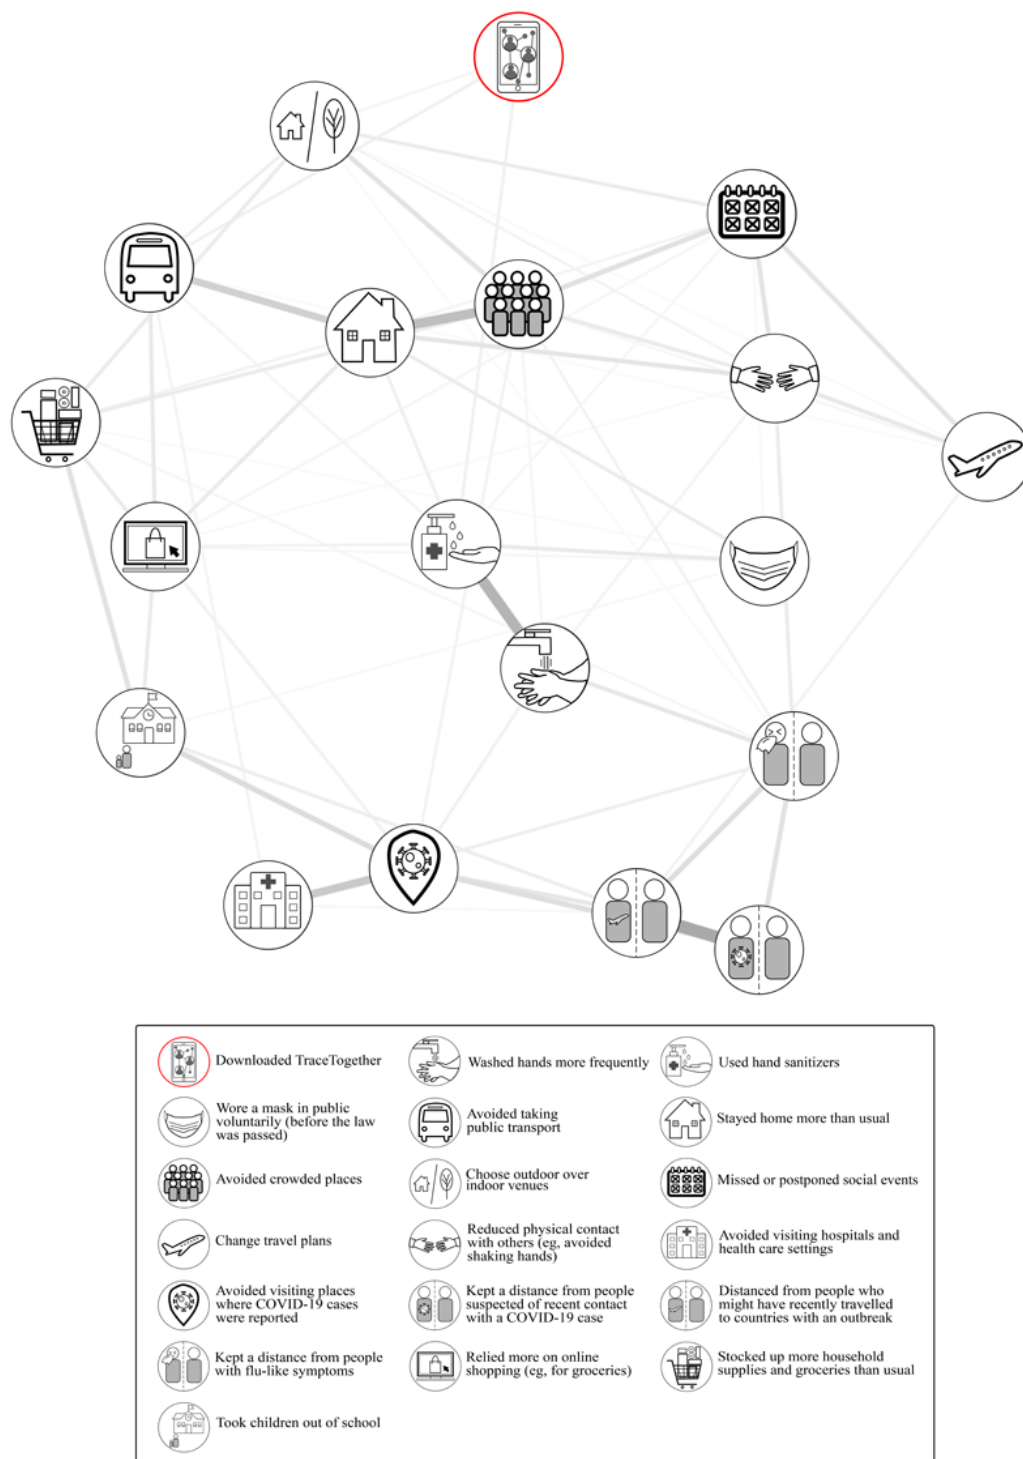 Downloaded TraceTogether
Washed hands more frequently
Used hand sanitizers
Wore a mask in public
voluntarily (before the law
was passed)
Avoided taking
public transport
Stayed home more than usual
Avoided crowded places
Choose outdoor over
indoor venues
Missed or postponed social events
Change travel plans
Reduced physical contact
with others (eg, avoided
shaking hands)
Avoided visiting hospitals and
health care settings
Avoided visiting places
where COVID-19 cases
were reported
Kept a distance from people
suspected of recent contact
with a COVID-19 case
Distanced from people who
might have recently travelled
to countries with an outbreak
Kept a distance from people
with flu-like symptoms
Relied more on online
shopping (eg, for groceries)
Stocked up more household
supplies and groceries than usual
Took children out of school